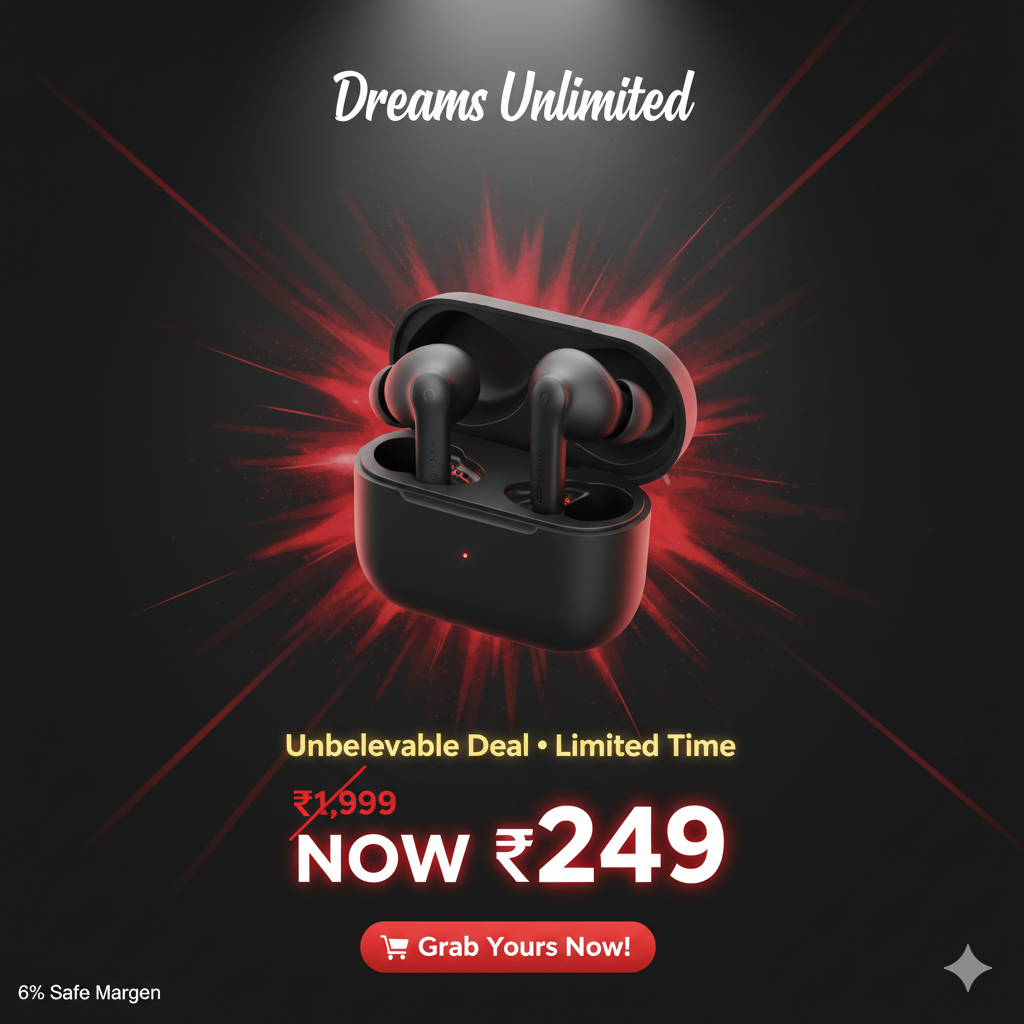 Dreams Unlimited
Unbelevable Deal • Limited Time
₹1,999
NOW ₹249
Grab Yours Now!
6% Safe Margen